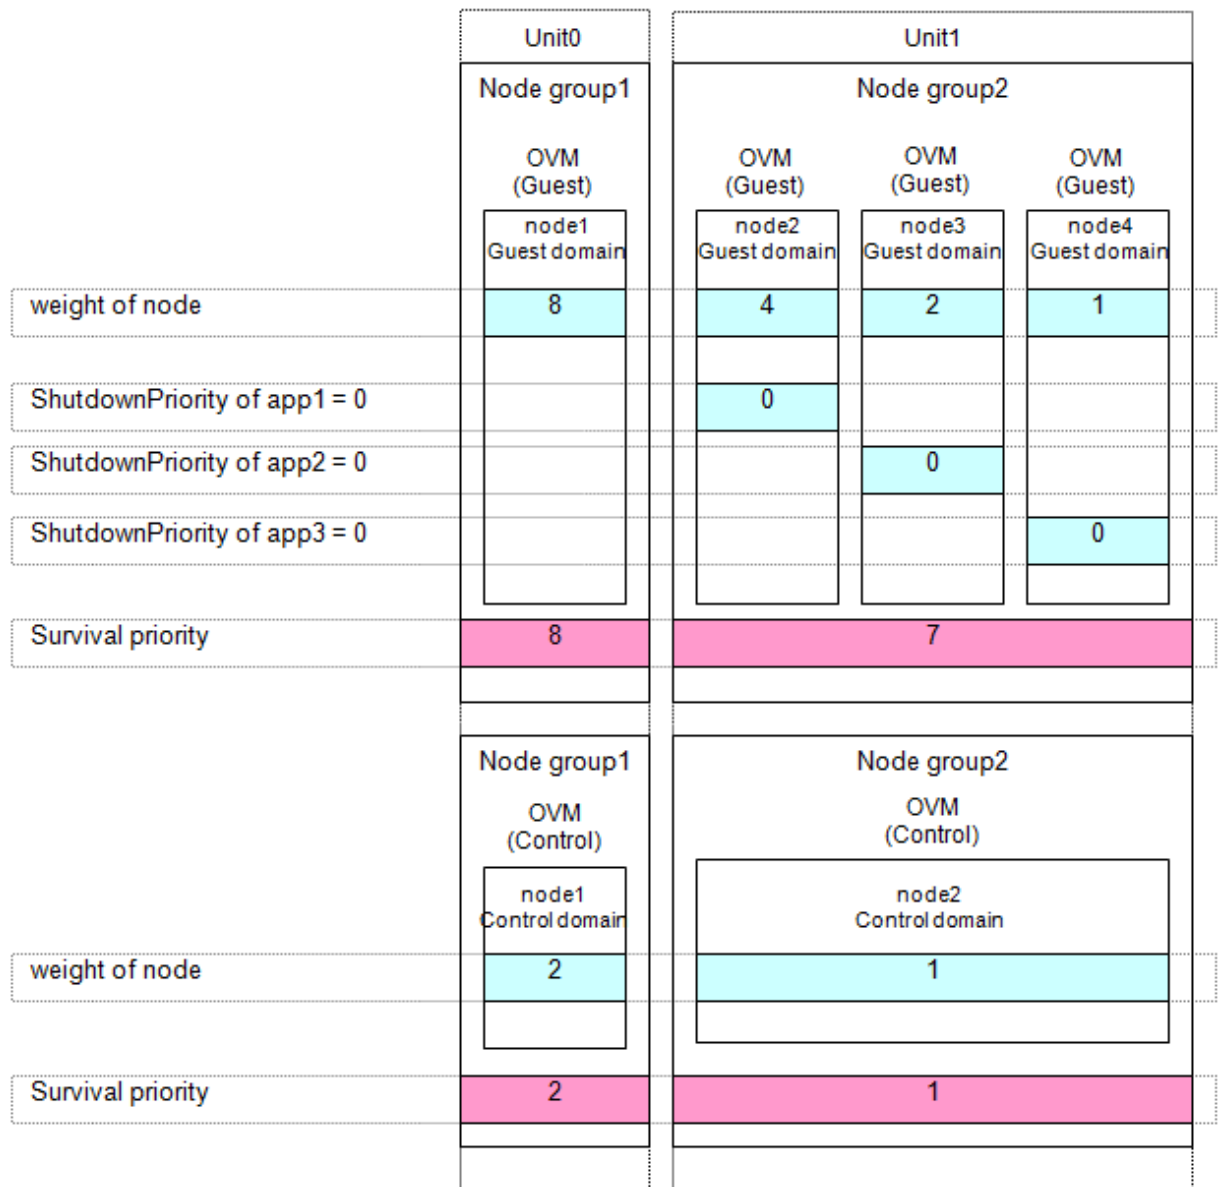 Unit0
Unit1
Node group1
Node group2
OVM
(Guest)
OVM
(Guest)
OVM
(Guest)
OVM
(Guest)
node1
Guest domain
node2
Guest domain
node3
Guest domain
node4
Guest domain
weight of node
8
4
2
1
ShutdownPriority of app1 = 0
0
ShutdownPriority of app2 = 0
0
ShutdownPriority of app3 = 0
0
Survival priority
8
7
Node group1
Node group2
OVM
(Control)
OVM
(Control)
node1
Control domain
node2
Control domain
weight of node
2
1
Survival priority
2
1